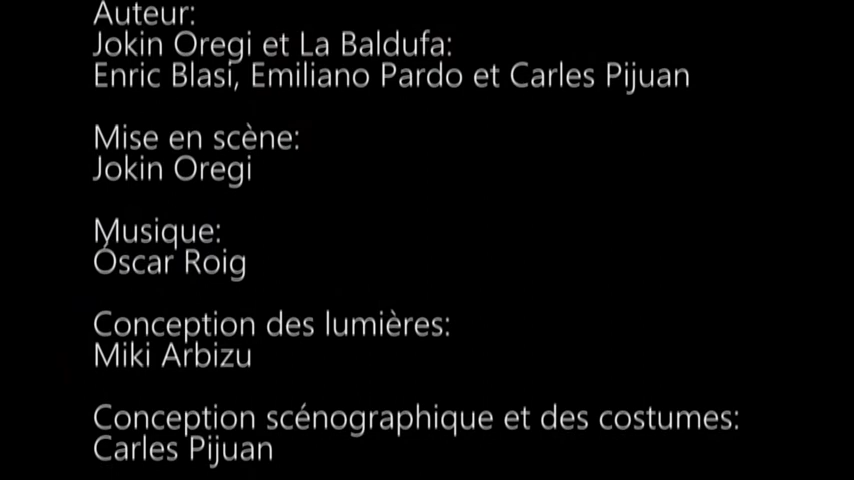 Auteur:
Jokin Oregi et La Baldufa:
Enric Blasi, Emiliano Pardo et Carles Pijuan
Mise en scène:
Jokin Oregi
Musique:
Óscar Roig
Conception des lumières:
Miki Arbizu
Conception scénographique et des costumes:
Carles Pijuan